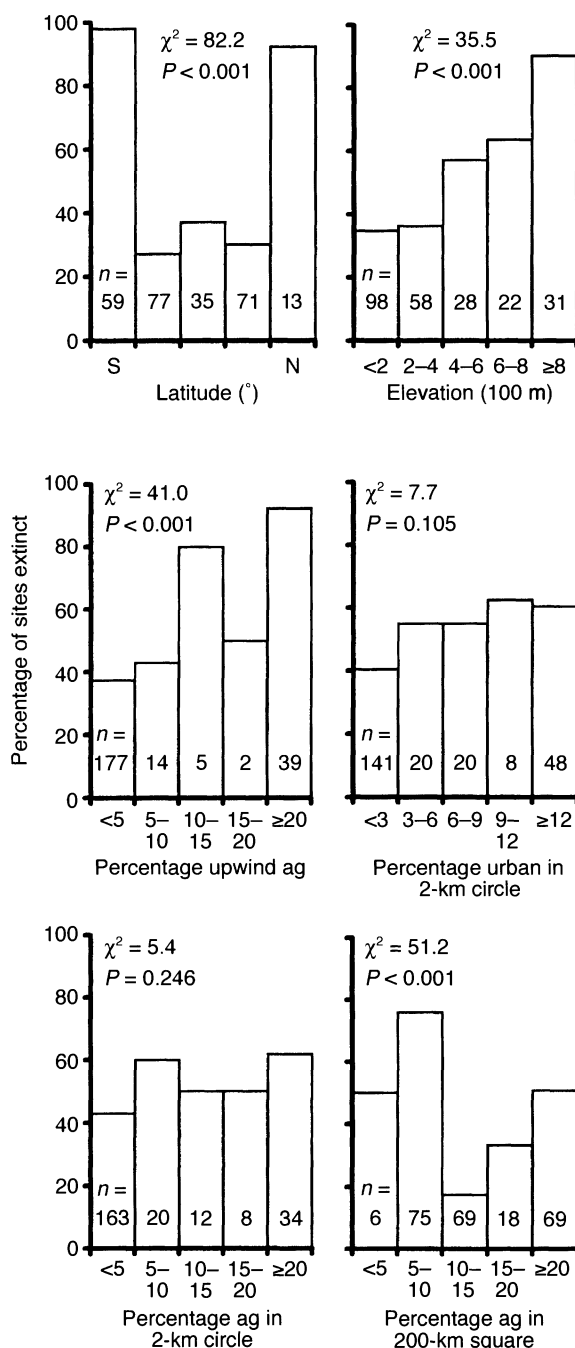 100
80
60
40
20
0
χ² = 82.2
P < 0.001
n =
59 77 35 71 13
S N
Latitude (°)
χ² = 35.5
P < 0.001
n =
98 58 28 22 31
<2 2–4 4–6 6–8 ≥8
Elevation (100 m)
Percentage of sites extinct
100
80
60
40
20
0
χ² = 41.0
P < 0.001
n =
177 14 5 2 39
<5 5– 10– 15– ≥20
10 15 20
Percentage upwind ag
χ² = 7.7
P = 0.105
n =
141 20 20 8 48
<3 3–6 6–9 9– ≥12
12
Percentage urban in
2-km circle
100
80
60
40
20
0
χ² = 5.4
P = 0.246
n =
163 20 12 8 34
<5 5– 10– 15– ≥20
10 15 20
Percentage ag in
2-km circle
χ² = 51.2
P < 0.001
n =
6 75 69 18 69
<5 5– 10– 15– ≥20
10 15 20
Percentage ag in
200-km square